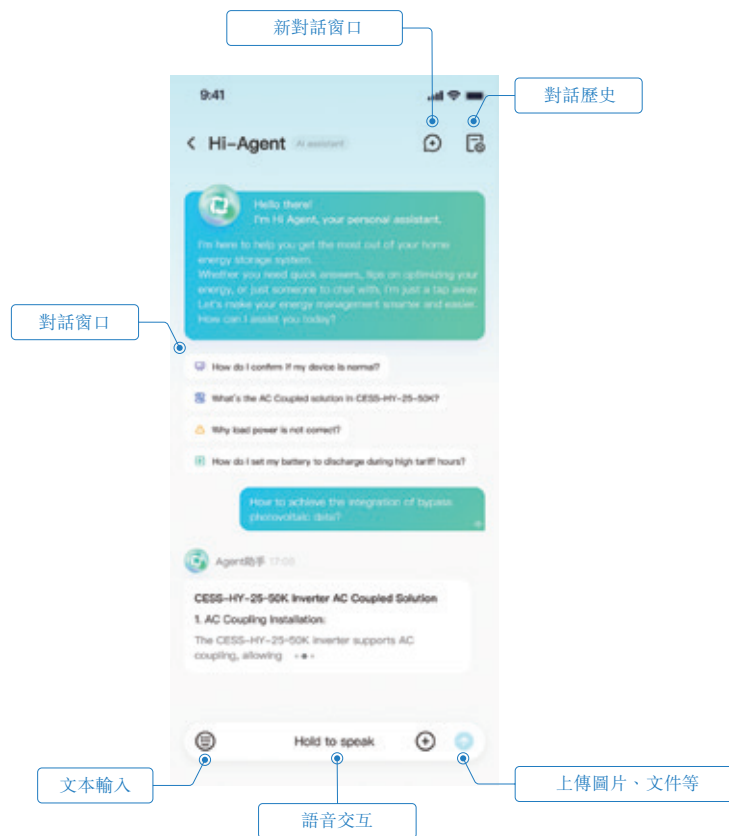 新對話窗口
對話歷史
9:41
Hi-Agent AI assistant
Hello there!
I'm Hi Agent, your personal assistant.
I'm here to help you get the most out of your home
energy storage system.
Whether you need quick answers, tips on optimizing your
energy, or just someone to chat with, I'm just a tap away
Let's make your energy management smarter and easier.
How can I assist you today?
對話窗口
How do I confirm if my device is normal?
What's the AC Coupled solution in CESS-HY-25-50K?
Why load power is not correct?
How do I set my battery to discharge during high tariff hours?
How to achieve the integration of bypass
photovoltaic data?
Agent助手 17:08
CESS-HY-25-50K Inverter AC Coupled Solution
1. AC Coupling Installation:
The CESS-HY-25-50K inverter supports AC
coupling, allowing
Hold to speak
文本輸入
上傳圖片、文件等
語音交互